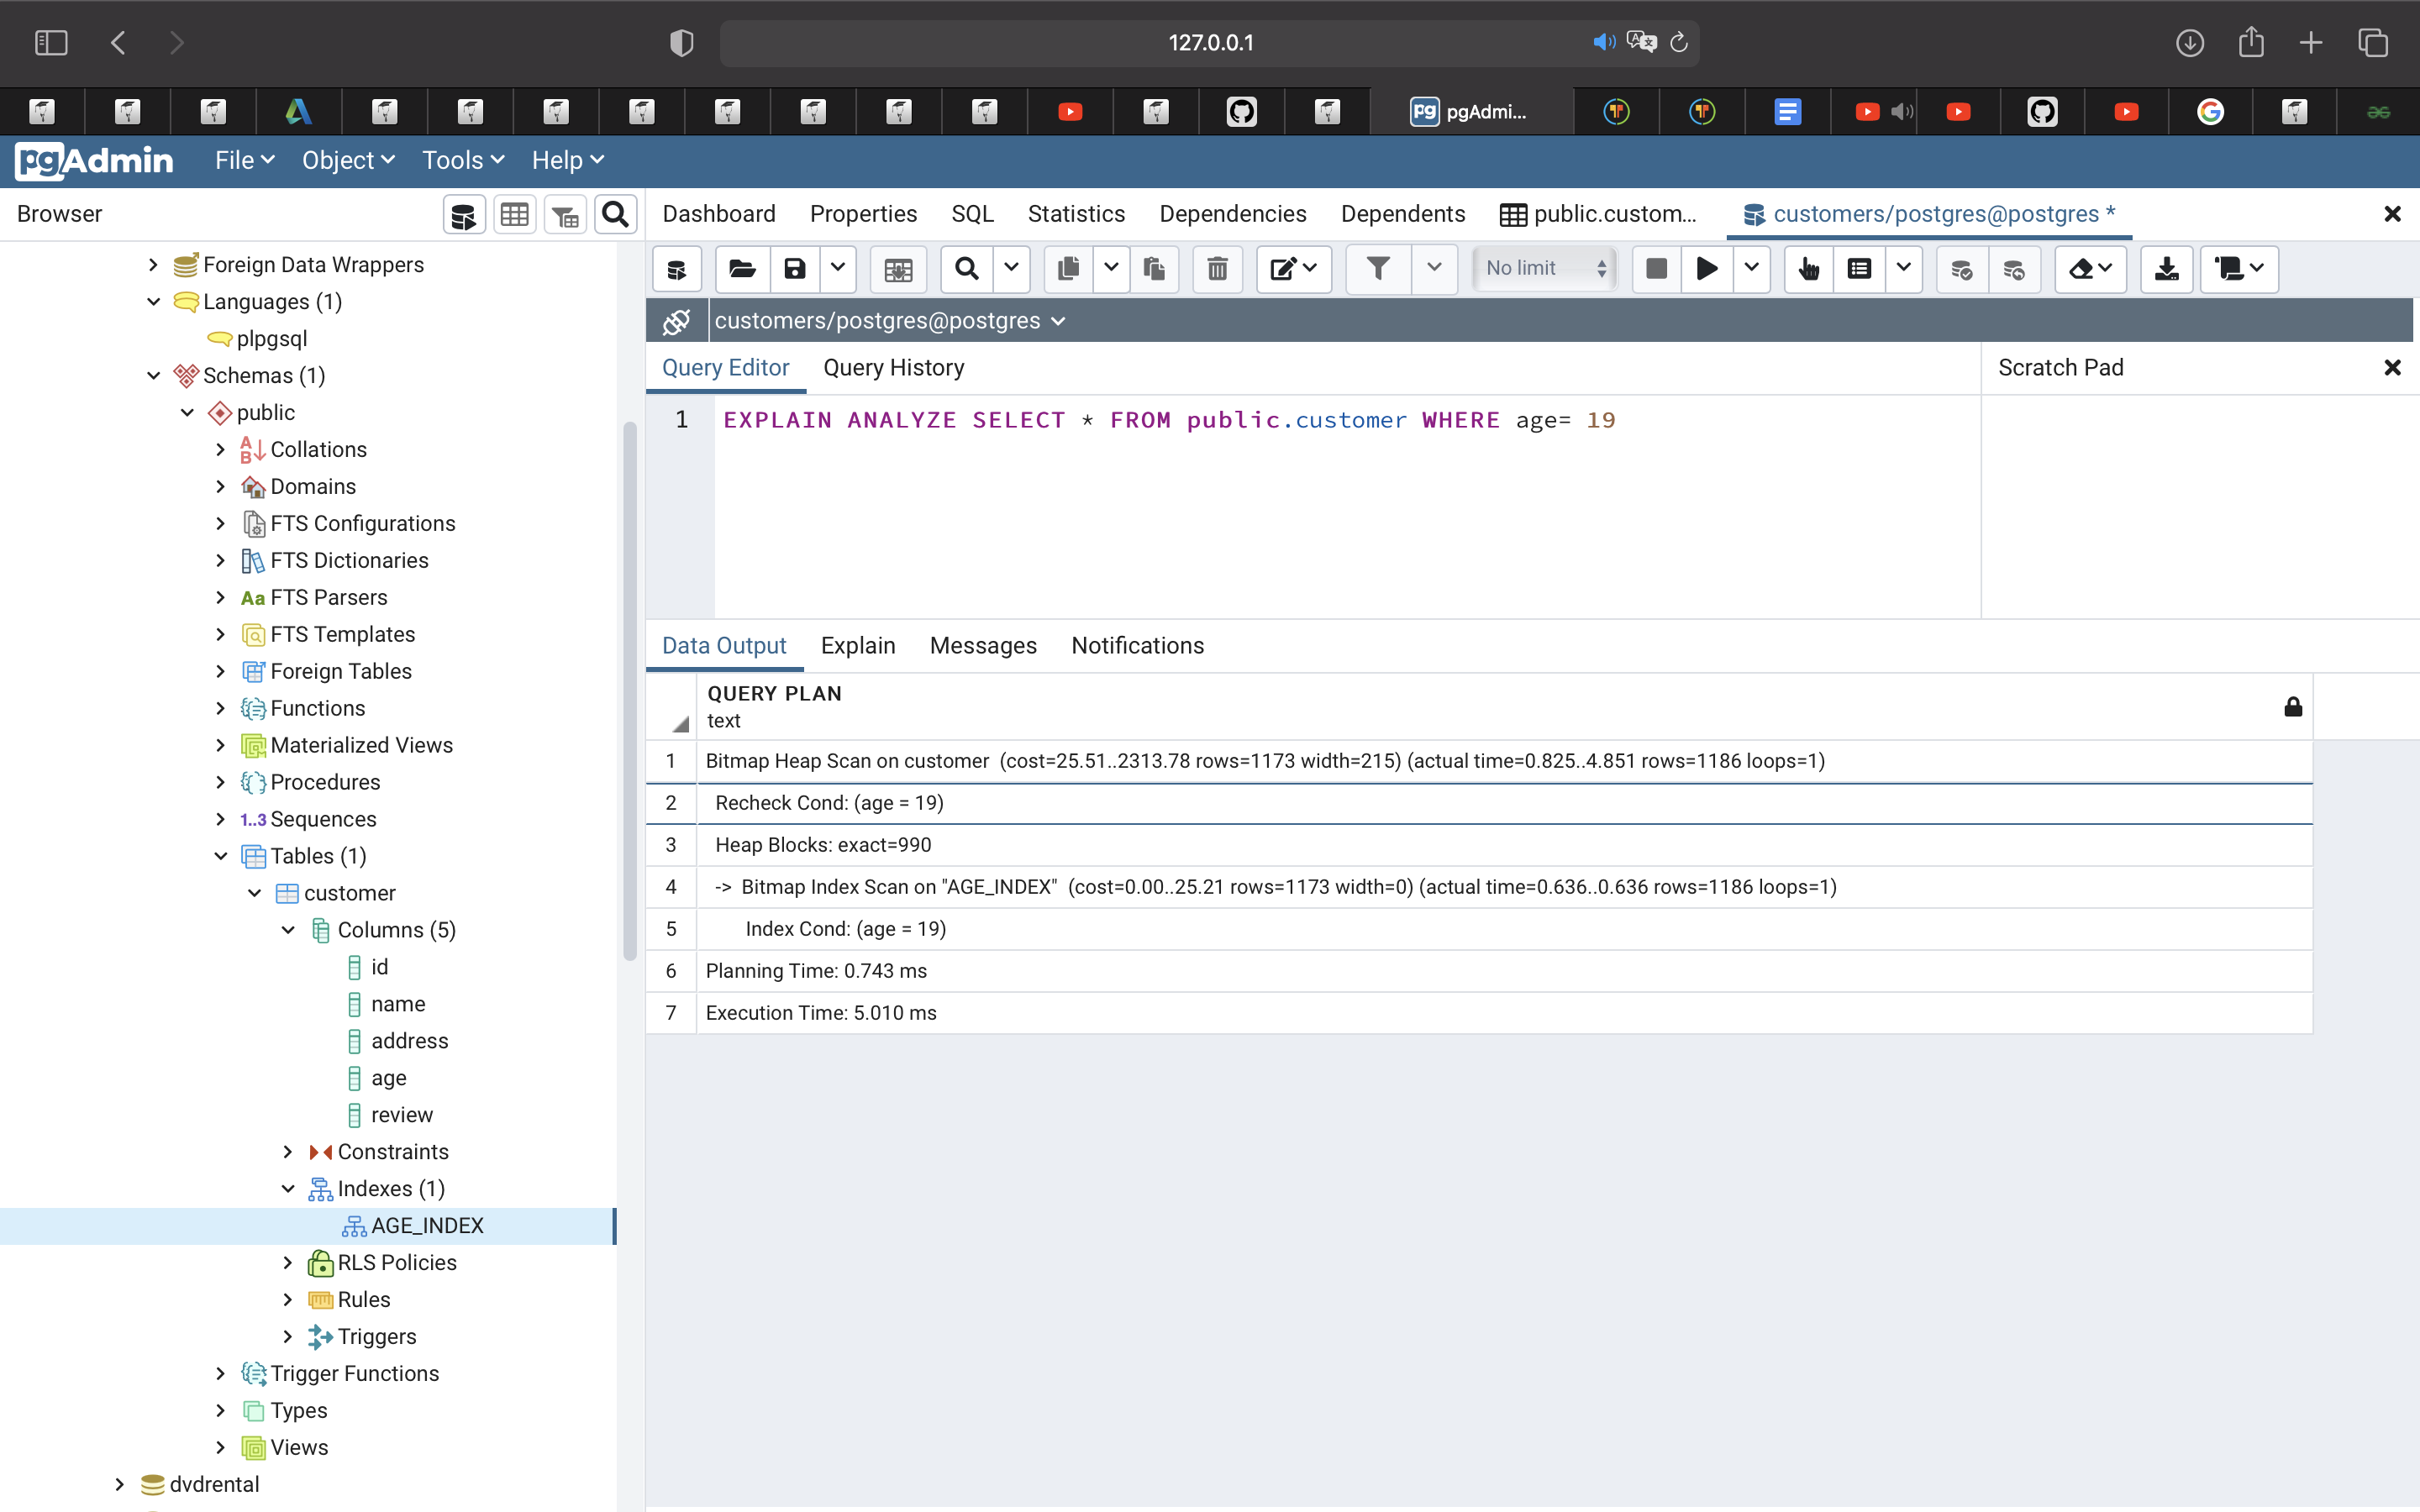 127.0.0.1
pgAdmi...
pgAdmin File Object Tools Help
Browser
Dashboard Properties SQL Statistics Dependencies Dependents public.custom... customers/postgres@postgres *
No limit
customers/postgres@postgres
Query Editor Query History
Scratch Pad
1 EXPLAIN ANALYZE SELECT * FROM public.customer WHERE age= 19
Foreign Data Wrappers
Languages (1)
plpgsql
Schemas (1)
public
Collations
Domains
FTS Configurations
FTS Dictionaries
Aa FTS Parsers
FTS Templates
Foreign Tables
Functions
Materialized Views
Procedures
1..3 Sequences
Tables (1)
customer
Columns (5)
id
name
address
age
review
Constraints
Indexes (1)
AGE_INDEX
RLS Policies
Rules
Triggers
Trigger Functions
Types
Views
dvdrental
Data Output Explain Messages Notifications
QUERY PLAN
text
1 Bitmap Heap Scan on customer (cost=25.51..2313.78 rows=1173 width=215) (actual time=0.825..4.851 rows=1186 loops=1)
2 Recheck Cond: (age = 19)
3 Heap Blocks: exact=990
4 -> Bitmap Index Scan on "AGE_INDEX" (cost=0.00..25.21 rows=1173 width=0) (actual time=0.636..0.636 rows=1186 loops=1)
5 Index Cond: (age = 19)
6 Planning Time: 0.743 ms
7 Execution Time: 5.010 ms